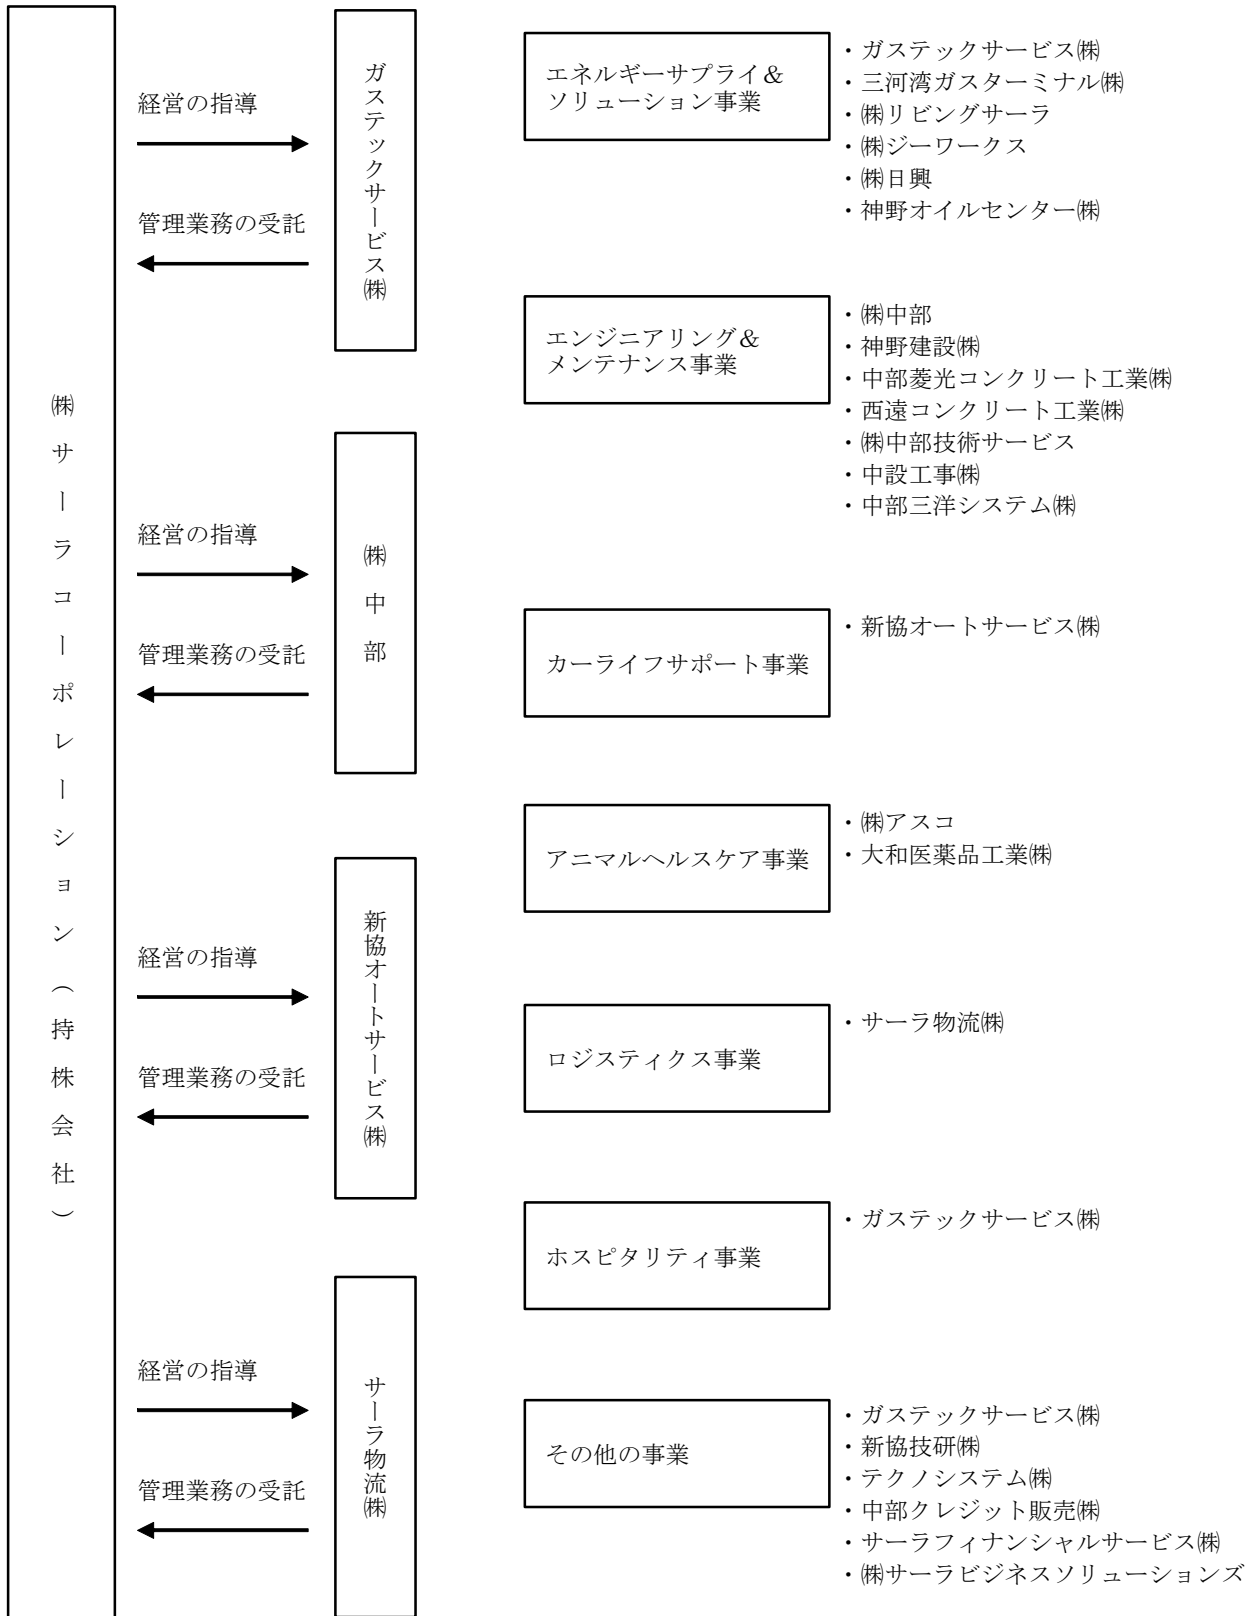 ㈱サーラコーポレーション（持株会社）
経営の指導
管理業務の受託
ガステックサービス㈱
経営の指導
管理業務の受託
㈱中部
経営の指導
管理業務の受託
新協オートサービス㈱
経営の指導
管理業務の受託
サーラ物流㈱
エネルギーサプライ＆
ソリューション事業
・ガステックサービス㈱
・三河湾ガスターミナル㈱
・㈱リビングサーラ
・㈱ジーワークス
・㈱日興
・神野オイルセンター㈱
エンジニアリング＆
メンテナンス事業
・㈱中部
・神野建設㈱
・中部菱光コンクリート工業㈱
・西遠コンクリート工業㈱
・㈱中部技術サービス
・中設工事㈱
・中部三洋システム㈱
カーライフサポート事業
・新協オートサービス㈱
アニマルヘルスケア事業
・㈱アスコ
・大和医薬品工業㈱
ロジスティクス事業
・サーラ物流㈱
ホスピタリティ事業
・ガステックサービス㈱
その他の事業
・ガステックサービス㈱
・新協技研㈱
・テクノシステム㈱
・中部クレジット販売㈱
・サーラフィナンシャルサービス㈱
・㈱サーラビジネスソリューションズ